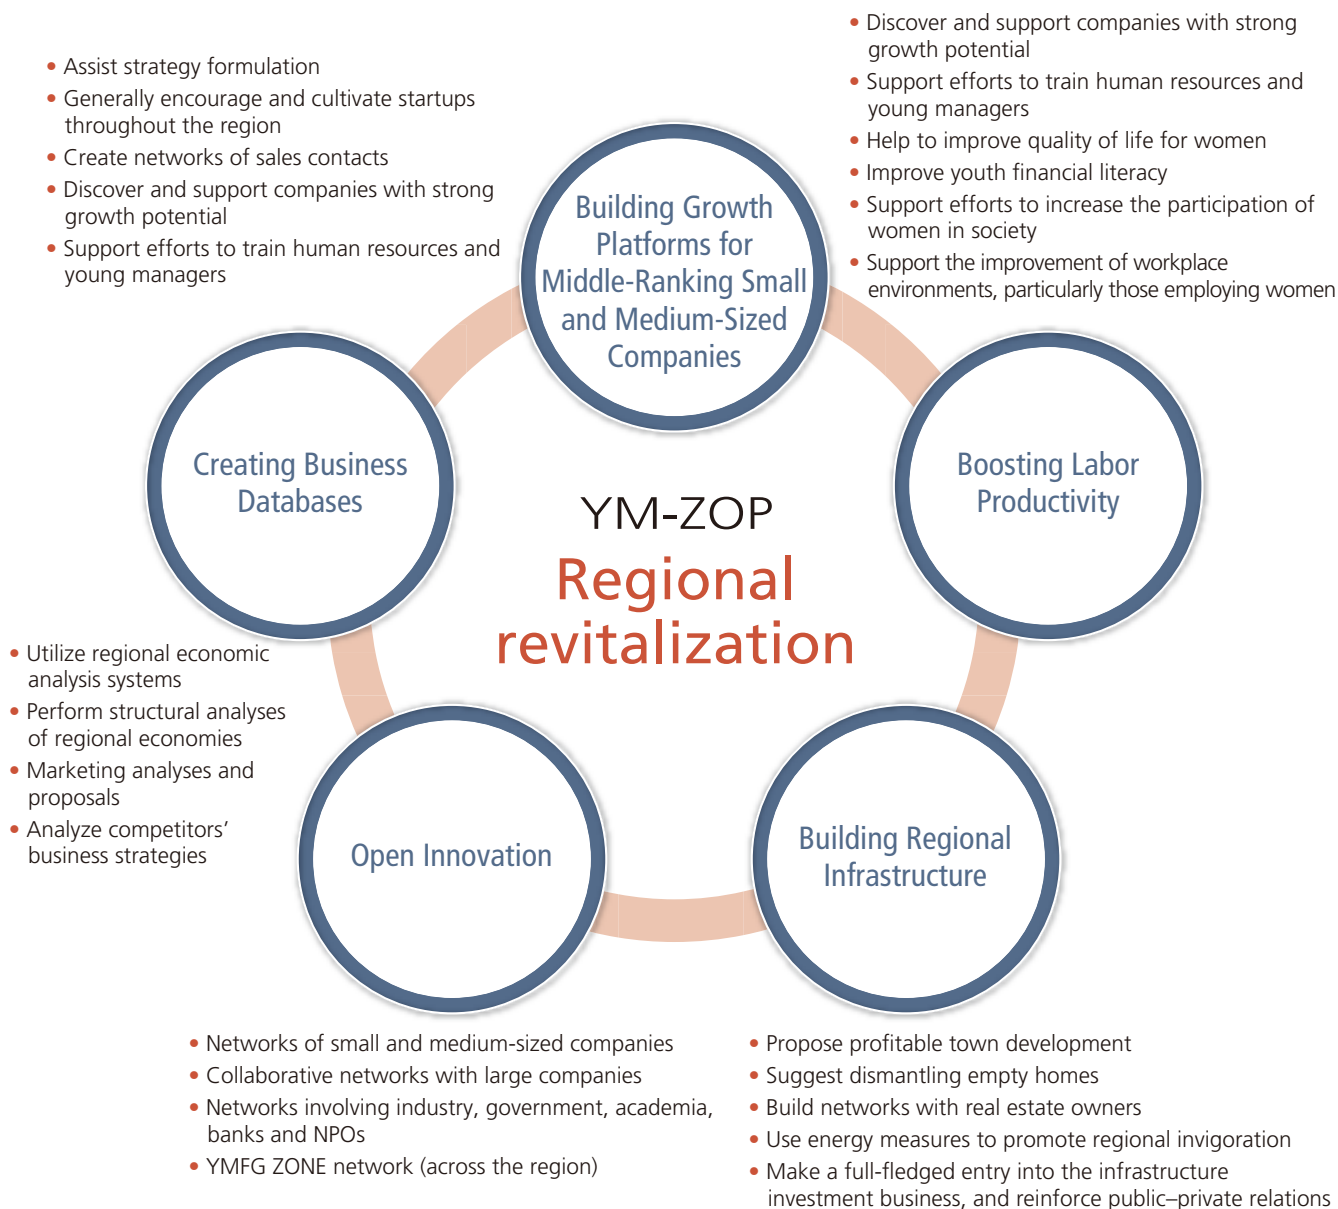 • Assist strategy formulation
• Generally encourage and cultivate startups
throughout the region
• Create networks of sales contacts
• Discover and support companies with strong
growth potential
• Support efforts to train human resources and
young managers
• Discover and support companies with strong
growth potential
• Support efforts to train human resources and
young managers
• Help to improve quality of life for women
• Improve youth financial literacy
• Support efforts to increase the participation of
women in society
• Support the improvement of workplace
environments, particularly those employing women
Building Growth
Platforms for
Middle-Ranking Small
and Medium-Sized
Companies
Creating Business
Databases
Boosting Labor
Productivity
YM-ZOP
Regional
revitalization
• Utilize regional economic
analysis systems
• Perform structural analyses
of regional economies
• Marketing analyses and
proposals
• Analyze competitors’
business strategies
Open Innovation
Building Regional
Infrastructure
• Networks of small and medium-sized companies
• Collaborative networks with large companies
• Networks involving industry, government, academia,
banks and NPOs
• YMFG ZONE network (across the region)
• Propose profitable town development
• Suggest dismantling empty homes
• Build networks with real estate owners
• Use energy measures to promote regional invigoration
• Make a full-fledged entry into the infrastructure
investment business, and reinforce public–private relations